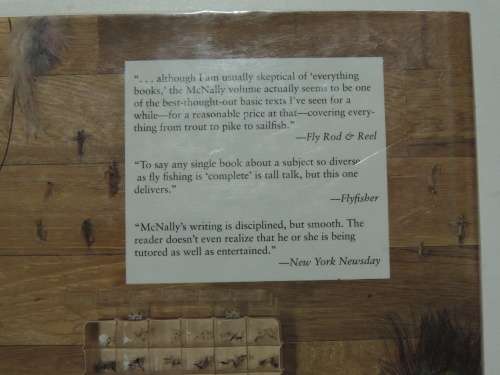 “. . . although I am usually skeptical of ‘everything
books,’ the McNally volume actually seems to be one
of the best-thought-out basic texts I’ve seen for a
while—for a reasonable price at that—covering every-
thing from trout to pike to sailfish.”
—Fly Rod & Reel
“To say any single book about a subject so diverse
as fly fishing is ‘complete’ is tall talk, but this one
delivers.”
—Flyfisher
“McNally’s writing is disciplined, but smooth. The
reader doesn’t even realize that he or she is being
tutored as well as entertained.”
—New York Newsday